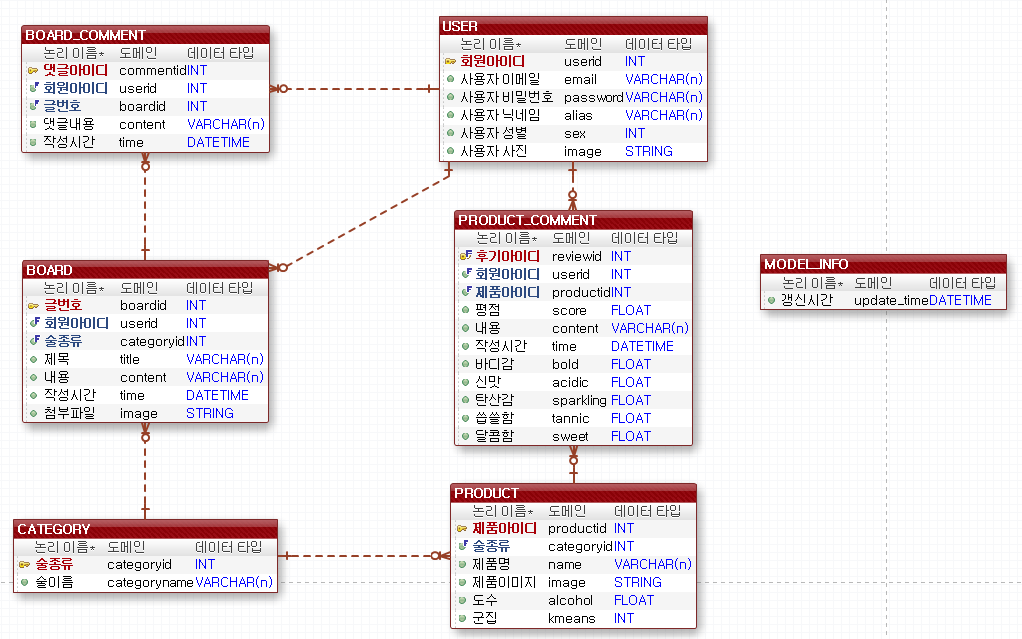 BOARD_COMMENT
논리 이름* 도메인 데이터 타입
댓글아이디 commentid INT
회원아이디 userid INT
글번호 boardid INT
댓글내용 content VARCHAR(n)
작성시간 time DATETIME
USER
논리 이름* 도메인 데이터 타입
회원아이디 userid INT
사용자 이메일 email VARCHAR(n)
사용자 비밀번호 password VARCHAR(n)
사용자 닉네임 alias VARCHAR(n)
사용자 성별 sex INT
사용자 사진 image STRING
PRODUCT_COMMENT
논리 이름* 도메인 데이터 타입
후기아이디 reviewid INT
회원아이디 userid INT
제품아이디 productid INT
평점 score FLOAT
내용 content VARCHAR(n)
작성시간 time DATETIME
바디감 bold FLOAT
신맛 acidic FLOAT
탄산감 sparkling FLOAT
씁쓸함 tannic FLOAT
달콤함 sweet FLOAT
MODEL_INFO
논리 이름* 도메인 데이터 타입
갱신시간 update_time DATETIME
BOARD
논리 이름* 도메인 데이터 타입
글번호 boardid INT
회원아이디 userid INT
술종류 categoryid INT
제목 title VARCHAR(n)
내용 content VARCHAR(n)
작성시간 time DATETIME
첨부파일 image STRING
CATEGORY
논리 이름* 도메인 데이터 타입
술종류 categoryid INT
술이름 categoryname VARCHAR(n)
PRODUCT
논리 이름* 도메인 데이터 타입
제품아이디 productid INT
술종류 categoryid INT
제품명 name VARCHAR(n)
제품이미지 image STRING
도수 alcohol FLOAT
군집 kmeans INT